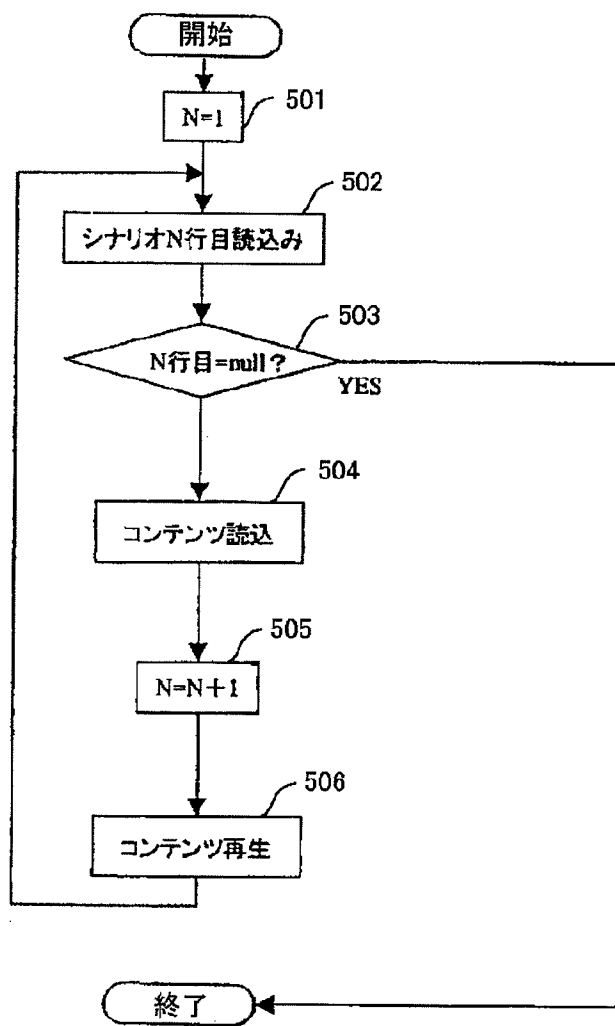 開始
501
N=1
502
シナリオN行目読込み
503
N行目=null?
YES
504
コンテンツ読込
505
N=N+1
506
コンテンツ再生
終了